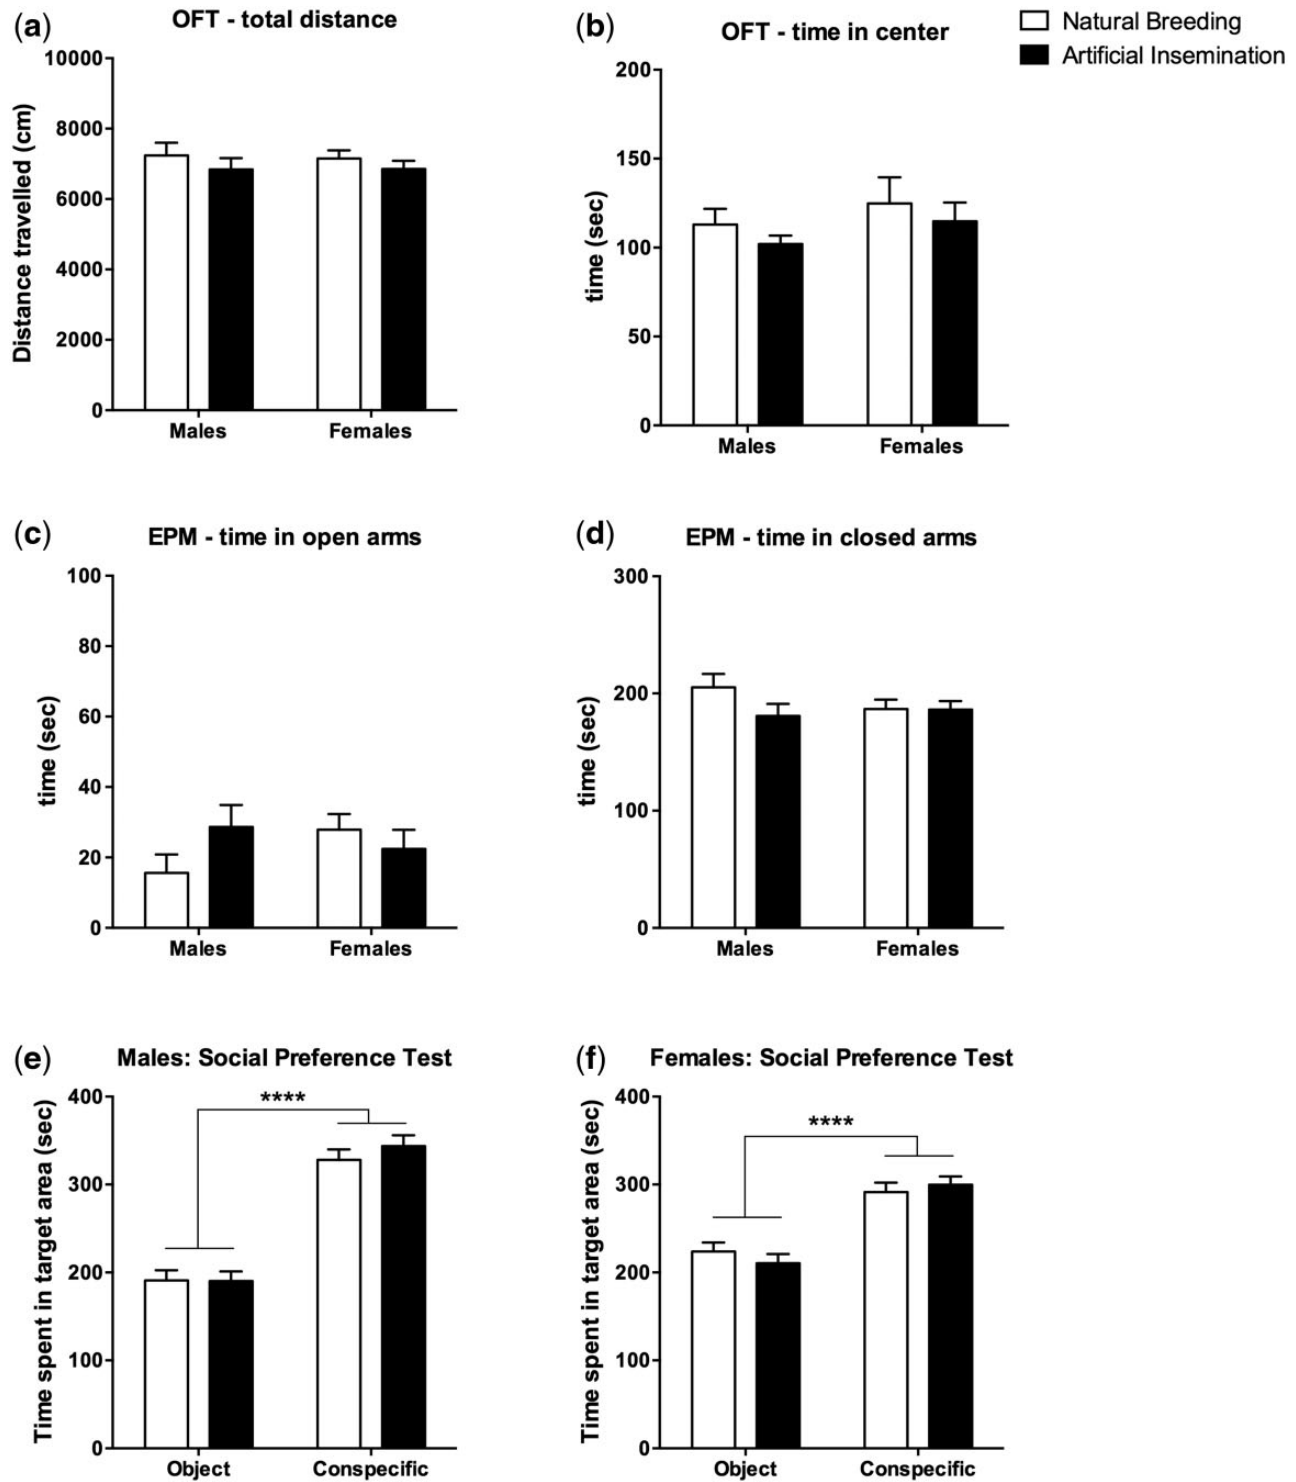 (a)
OFT - total distance
Distance travelled (cm)
10000
8000
6000
4000
2000
0
Males Females
(b)
OFT - time in center
Natural Breeding
Artificial Insemination
time (sec)
200
150
100
50
0
Males Females
(c)
EPM - time in open arms
time (sec)
100
80
60
40
20
0
Males Females
(d)
EPM - time in closed arms
time (sec)
300
200
100
0
Males Females
(e)
Males: Social Preference Test
Time spent in target area (sec)
400
300
200
100
0
****
Object Conspecific
(f)
Females: Social Preference Test
Time spent in target area (sec)
400
300
200
100
0
****
Object Conspecific